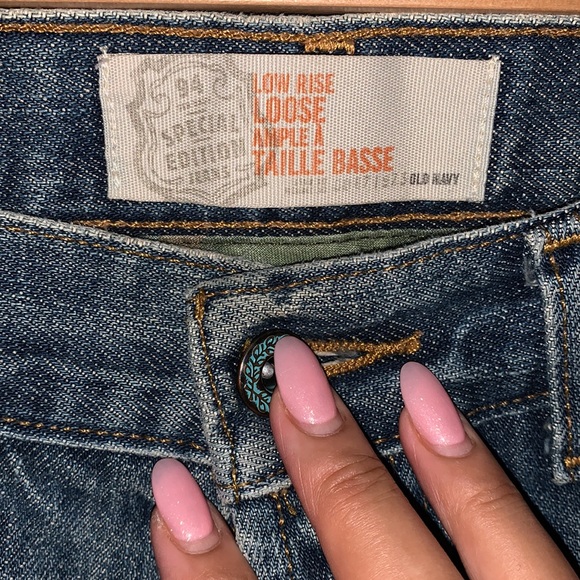 94
SPECIAL
EDITION
JEANS
LOW RISE
LOOSE
AMPLE À
TAILLE BASSE
OLD NAVY